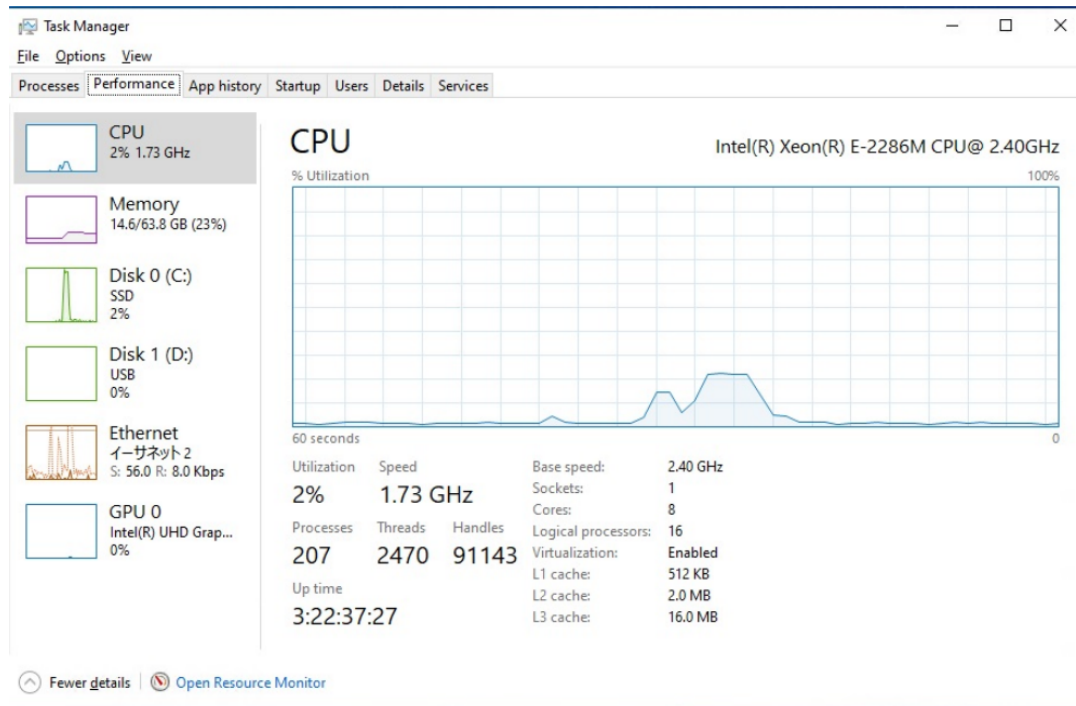 Task Manager
File Options View
Processes Performance App history Startup Users Details Services
CPU
2% 1.73 GHz
Memory
14.6/63.8 GB (23%)
Disk 0 (C:)
SSD
2%
Disk 1 (D:)
USB
0%
Ethernet
イーサネット 2
S: 56.0 R: 8.0 Kbps
GPU 0
Intel(R) UHD Grap...
0%
CPU Intel(R) Xeon(R) E-2286M CPU@ 2.40GHz
% Utilization 100%
60 seconds 0
Utilization Speed
2% 1.73 GHz
Processes Threads Handles
207 2470 91143
Up time
3:22:37:27
Base speed: 2.40 GHz
Sockets: 1
Cores: 8
Logical processors: 16
Virtualization: Enabled
L1 cache: 512 KB
L2 cache: 2.0 MB
L3 cache: 16.0 MB
Fewer details Open Resource Monitor